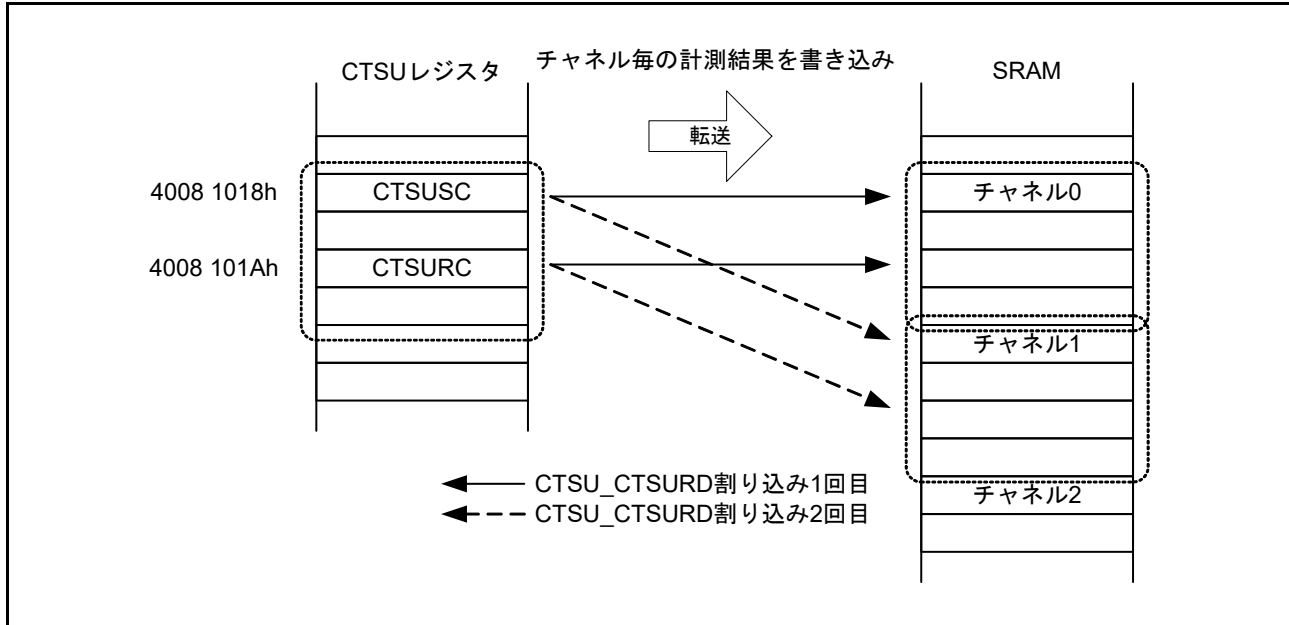 チャネル毎の計測結果を書き込み
CTSUレジスタ
SRAM
転送
4008 1018h
CTSUSC
チャネル0
4008 101Ah
CTSURC
チャネル1
CTSU_CTSURD割り込み1回目
チャネル2
CTSU_CTSURD割り込み2回目